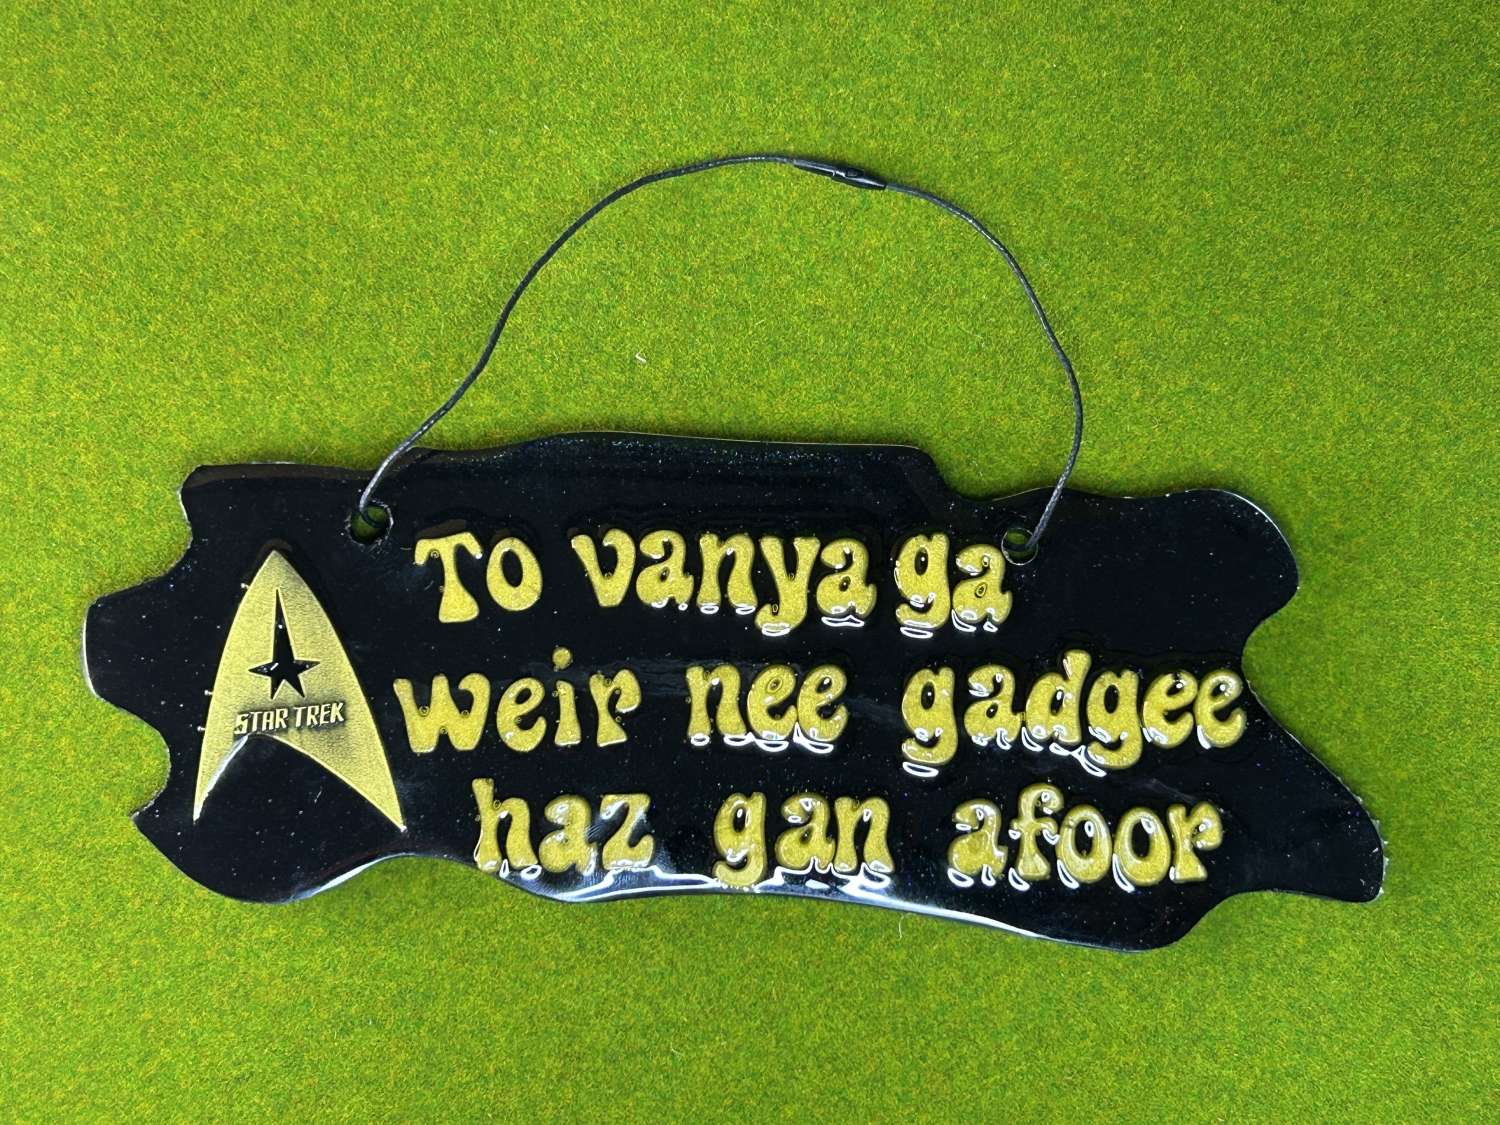 STAR TREK
To vanya ga
weir nee gadgee
haz gan afoor